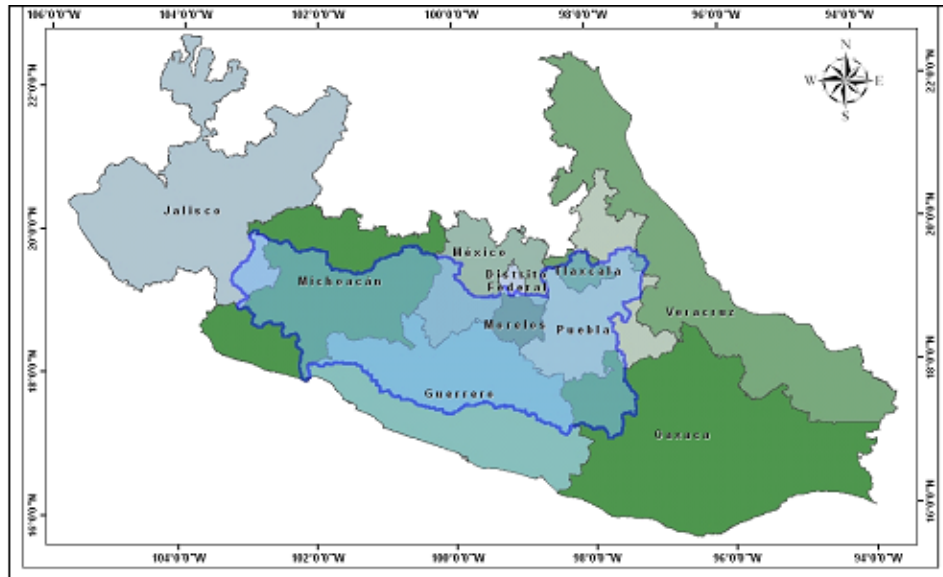 106°0'0"W 104°0'0"W 102°0'0"W 100°0'0"W 98°0'0"W 96°0'0"W 94°0'0"W
N
W E
S
22°0'0"N 22°0'0"N
Jalisco
20°0'0"N 20°0'0"N
México
Distrito Tlaxcala
Michoacán Federal
Veracruz
Morelos Puebla
18°0'0"N 18°0'0"N
Guerrero
Oaxaca
16°0'0"N 16°0'0"N
104°0'0"W 102°0'0"W 100°0'0"W 98°0'0"W 96°0'0"W 94°0'0"W